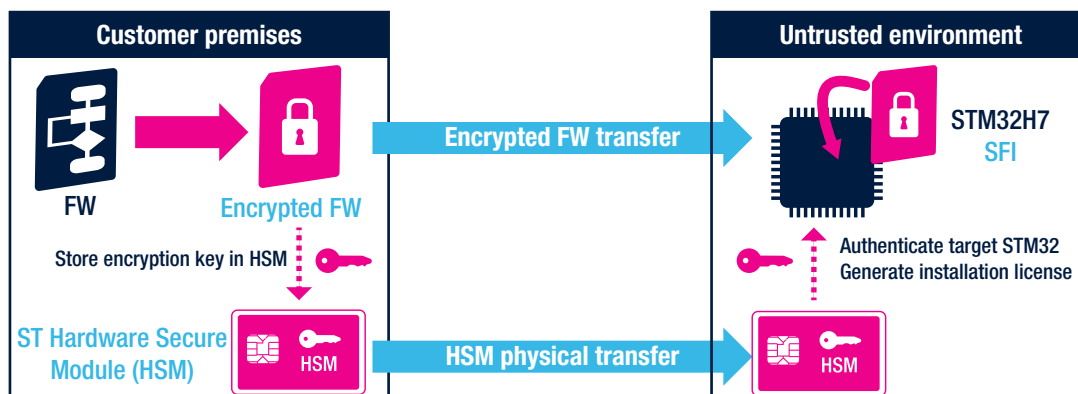 Customer premises
Untrusted environment
FW
Encrypted FW
Encrypted FW transfer
STM32H7
SFI
Store encryption key in HSM
Authenticate target STM32
Generate installation license
ST Hardware Secure
Module (HSM)
HSM
HSM physical transfer
HSM